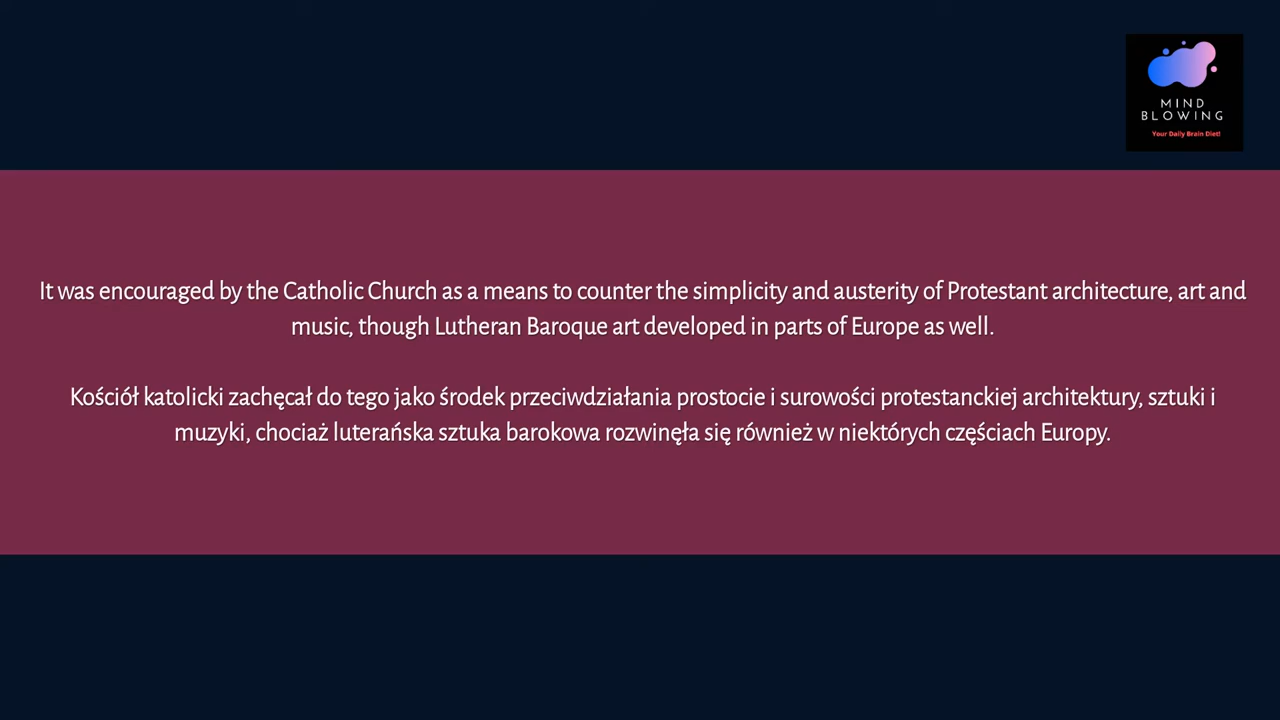 MIND
BLOWING
Your Daily Brain Diet!
It was encouraged by the Catholic Church as a means to counter the simplicity and austerity of Protestant architecture, art and
music, though Lutheran Baroque art developed in parts of Europe as well.
Kościół katolicki zachęcał do tego jako środek przeciwdziałania prostocie i surowości protestanckiej architektury, sztuki i
muzyki, chociaż luterańska sztuka barokowa rozwinęła się również w niektórych częściach Europy.